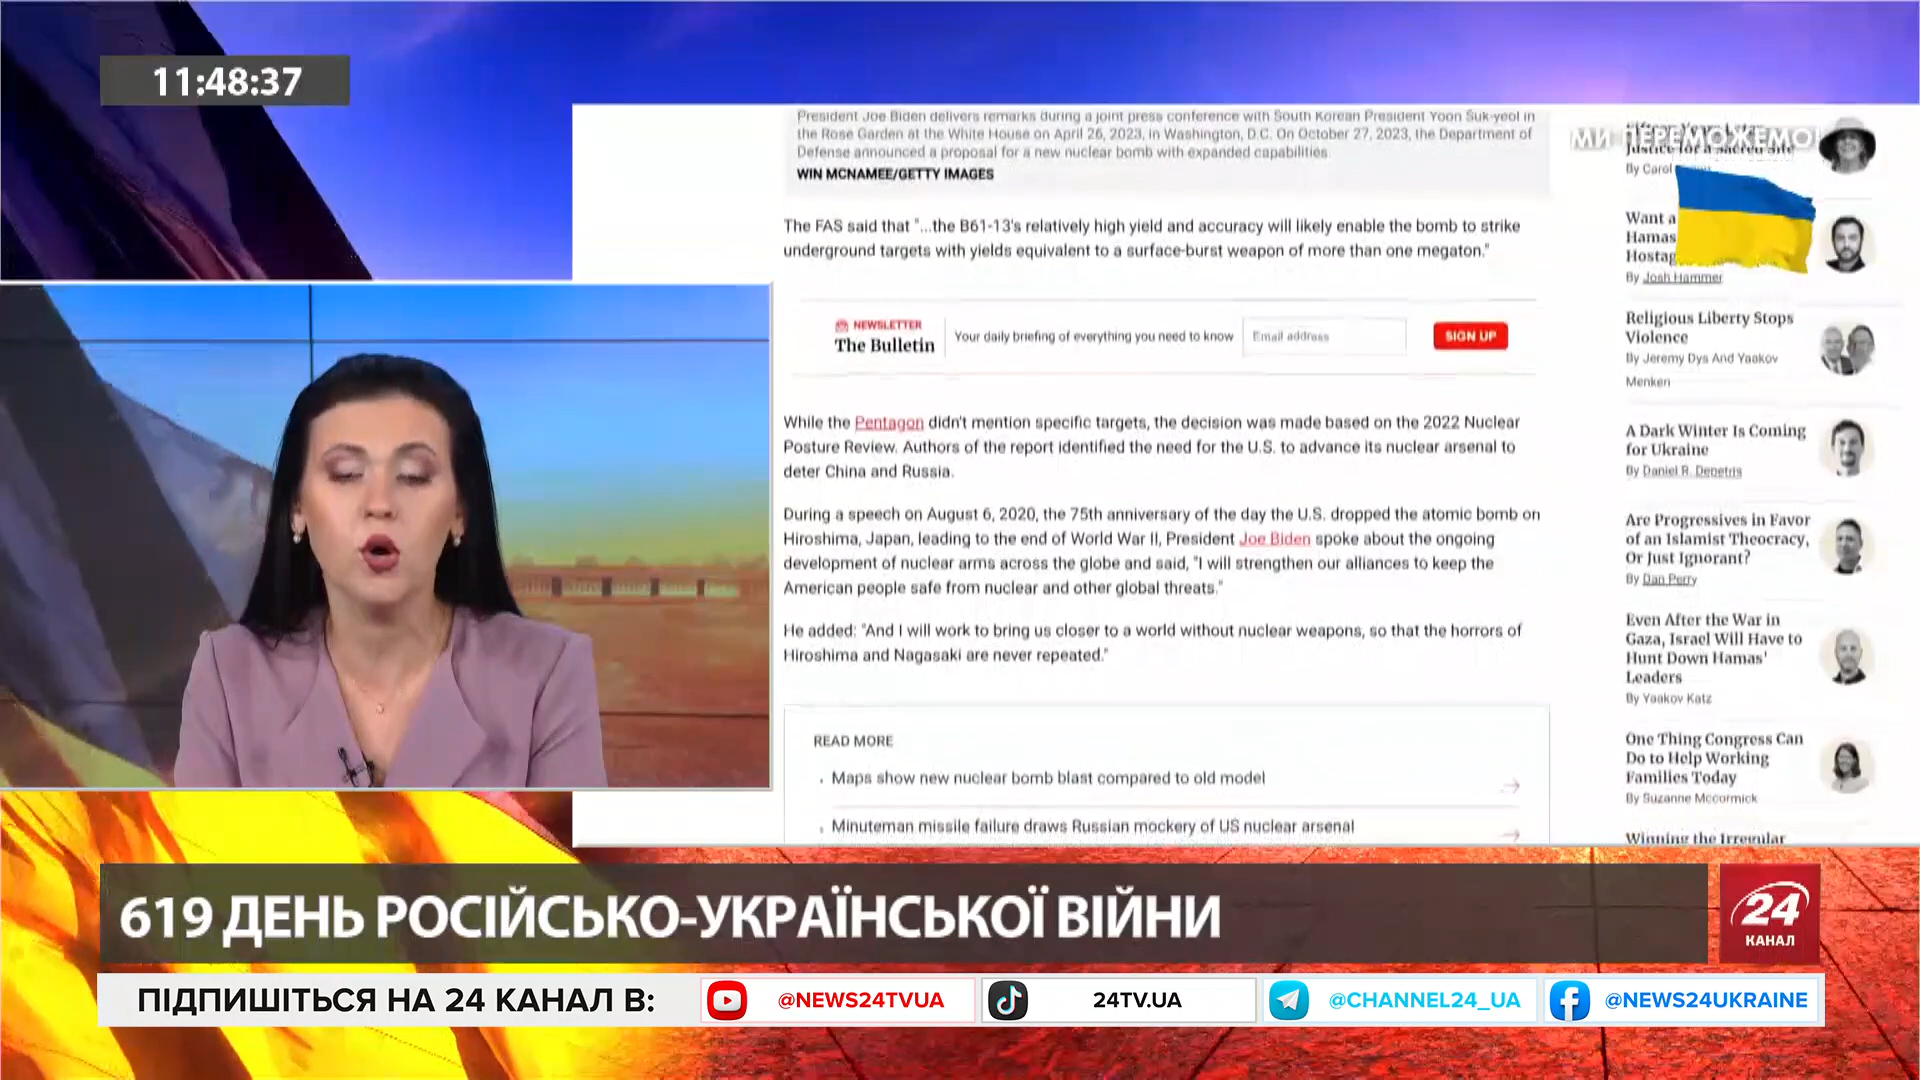 11:48:37
President Joe Biden delivers remarks during a joint press conference with South Korean President Yoon Suk-yeol in
the Rose Garden at the White House on April 26, 2023, in Washington, D.C. On October 27, 2023, the Department of
Defense announced a proposal for a new nuclear bomb with expanded capabilities.
WIN MCNAMEE/GETTY IMAGES
The FAS said that "...the B61-13's relatively high yield and accuracy will likely enable the bomb to strike
underground targets with yields equivalent to a surface-burst weapon of more than one megaton."
NEWSLETTER
The Bulletin
Your daily briefing of everything you need to know
Email address
SIGN UP
While the Pentagon didn't mention specific targets, the decision was made based on the 2022 Nuclear
Posture Review. Authors of the report identified the need for the U.S. to advance its nuclear arsenal to
deter China and Russia.
During a speech on August 6, 2020, the 75th anniversary of the day the U.S. dropped the atomic bomb on
Hiroshima, Japan, leading to the end of World War II, President Joe Biden spoke about the ongoing
development of nuclear arms across the globe and said, "I will strengthen our alliances to keep the
American people safe from nuclear and other global threats."
He added: "And I will work to bring us closer to a world without nuclear weapons, so that the horrors of
Hiroshima and Nagasaki are never repeated."
READ MORE
Maps show new nuclear bomb blast compared to old model
Minuteman missile failure draws Russian mockery of US nuclear arsenal
МИ ПЕРЕМОЖЕМО
Justice for a Sacred Site
By Carol
Want a
Hamas
Hostag
By Josh Hammer
Religious Liberty Stops
Violence
By Jeremy Dys And Yaakov
Menken
A Dark Winter Is Coming
for Ukraine
By Daniel R. Depetris
Are Progressives in Favor
of an Islamist Theocracy,
Or Just Ignorant?
By Dan Perry
Even After the War in
Gaza, Israel Will Have to
Hunt Down Hamas'
Leaders
By Yaakov Katz
One Thing Congress Can
Do to Help Working
Families Today
By Suzanne Mccormick
Winning the Irregular
619 ДЕНЬ РОСІЙСЬКО-УКРАЇНСЬКОЇ ВІЙНИ
24
КАНАЛ
ПІДПИШІТЬСЯ НА 24 КАНАЛ В:
@NEWS24TVUA
24TV.UA
@CHANNEL24_UA
@NEWS24UKRAINE